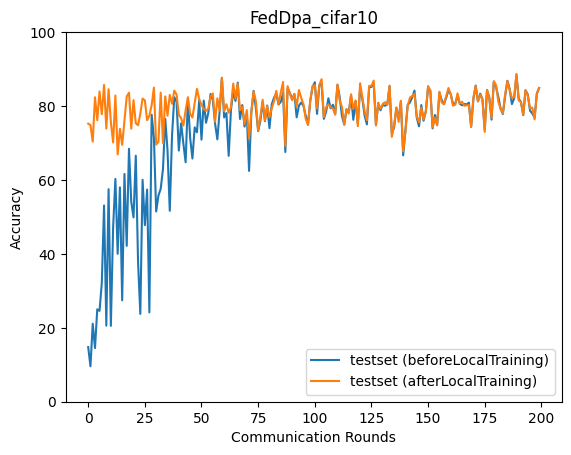 FedDpa_cifar10
Accuracy
100
80
60
40
20
0
testset (beforeLocalTraining)
testset (afterLocalTraining)
0 25 50 75 100 125 150 175 200
Communication Rounds